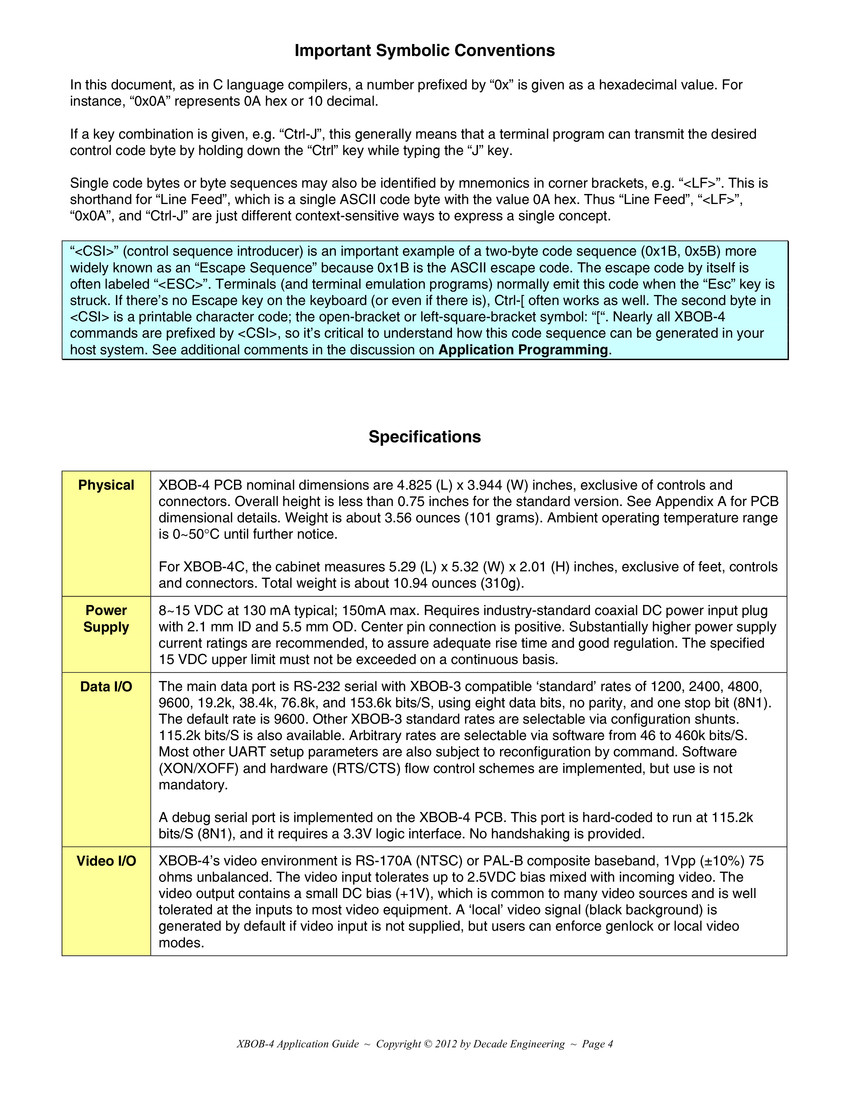 Important Symbolic Conventions
In this document, as in C language compilers, a number prefixed by “0x” is given as a hexadecimal value. For
instance, “0x0A” represents 0A hex or 10 decimal.
If a key combination is given, e.g. “Ctrl-J”, this generally means that a terminal program can transmit the desired
control code byte by holding down the “Ctrl” key while typing the “J” key.
Single code bytes or byte sequences may also be identified by mnemonics in corner brackets, e.g. “<LF>”. This is
shorthand for “Line Feed”, which is a single ASCII code byte with the value 0A hex. Thus “Line Feed”, “<LF>”,
“0x0A”, and “Ctrl-J” are just different context-sensitive ways to express a single concept.
“<CSI>” (control sequence introducer) is an important example of a two-byte code sequence (0x1B, 0x5B) more
widely known as an “Escape Sequence” because 0x1B is the ASCII escape code. The escape code by itself is
often labeled “<ESC>”. Terminals (and terminal emulation programs) normally emit this code when the “Esc” key is
struck. If there’s no Escape key on the keyboard (or even if there is), Ctrl-[ often works as well. The second byte in
<CSI> is a printable character code; the open-bracket or left-square-bracket symbol: “[“. Nearly all XBOB-4
commands are prefixed by <CSI>, so it’s critical to understand how this code sequence can be generated in your
host system. See additional comments in the discussion on Application Programming.
Specifications
Physical
XBOB-4 PCB nominal dimensions are 4.825 (L) x 3.944 (W) inches, exclusive of controls and
connectors. Overall height is less than 0.75 inches for the standard version. See Appendix A for PCB
dimensional details. Weight is about 3.56 ounces (101 grams). Ambient operating temperature range
is 0~50°C until further notice.
For XBOB-4C, the cabinet measures 5.29 (L) x 5.32 (W) x 2.01 (H) inches, exclusive of feet, controls
and connectors. Total weight is about 10.94 ounces (310g).
Power
Supply
8~15 VDC at 130 mA typical; 150mA max. Requires industry-standard coaxial DC power input plug
with 2.1 mm ID and 5.5 mm OD. Center pin connection is positive. Substantially higher power supply
current ratings are recommended, to assure adequate rise time and good regulation. The specified
15 VDC upper limit must not be exceeded on a continuous basis.
Data I/O
The main data port is RS-232 serial with XBOB-3 compatible ‘standard’ rates of 1200, 2400, 4800,
9600, 19.2k, 38.4k, 76.8k, and 153.6k bits/S, using eight data bits, no parity, and one stop bit (8N1).
The default rate is 9600. Other XBOB-3 standard rates are selectable via configuration shunts.
115.2k bits/S is also available. Arbitrary rates are selectable via software from 46 to 460k bits/S.
Most other UART setup parameters are also subject to reconfiguration by command. Software
(XON/XOFF) and hardware (RTS/CTS) flow control schemes are implemented, but use is not
mandatory.
A debug serial port is implemented on the XBOB-4 PCB. This port is hard-coded to run at 115.2k
bits/S (8N1), and it requires a 3.3V logic interface. No handshaking is provided.
Video I/O
XBOB-4’s video environment is RS-170A (NTSC) or PAL-B composite baseband, 1Vpp (±10%) 75
ohms unbalanced. The video input tolerates up to 2.5VDC bias mixed with incoming video. The
video output contains a small DC bias (+1V), which is common to many video sources and is well
tolerated at the inputs to most video equipment. A ‘local’ video signal (black background) is
generated by default if video input is not supplied, but users can enforce genlock or local video
modes.
XBOB-4 Application Guide ~ Copyright © 2012 by Decade Engineering ~ Page 4